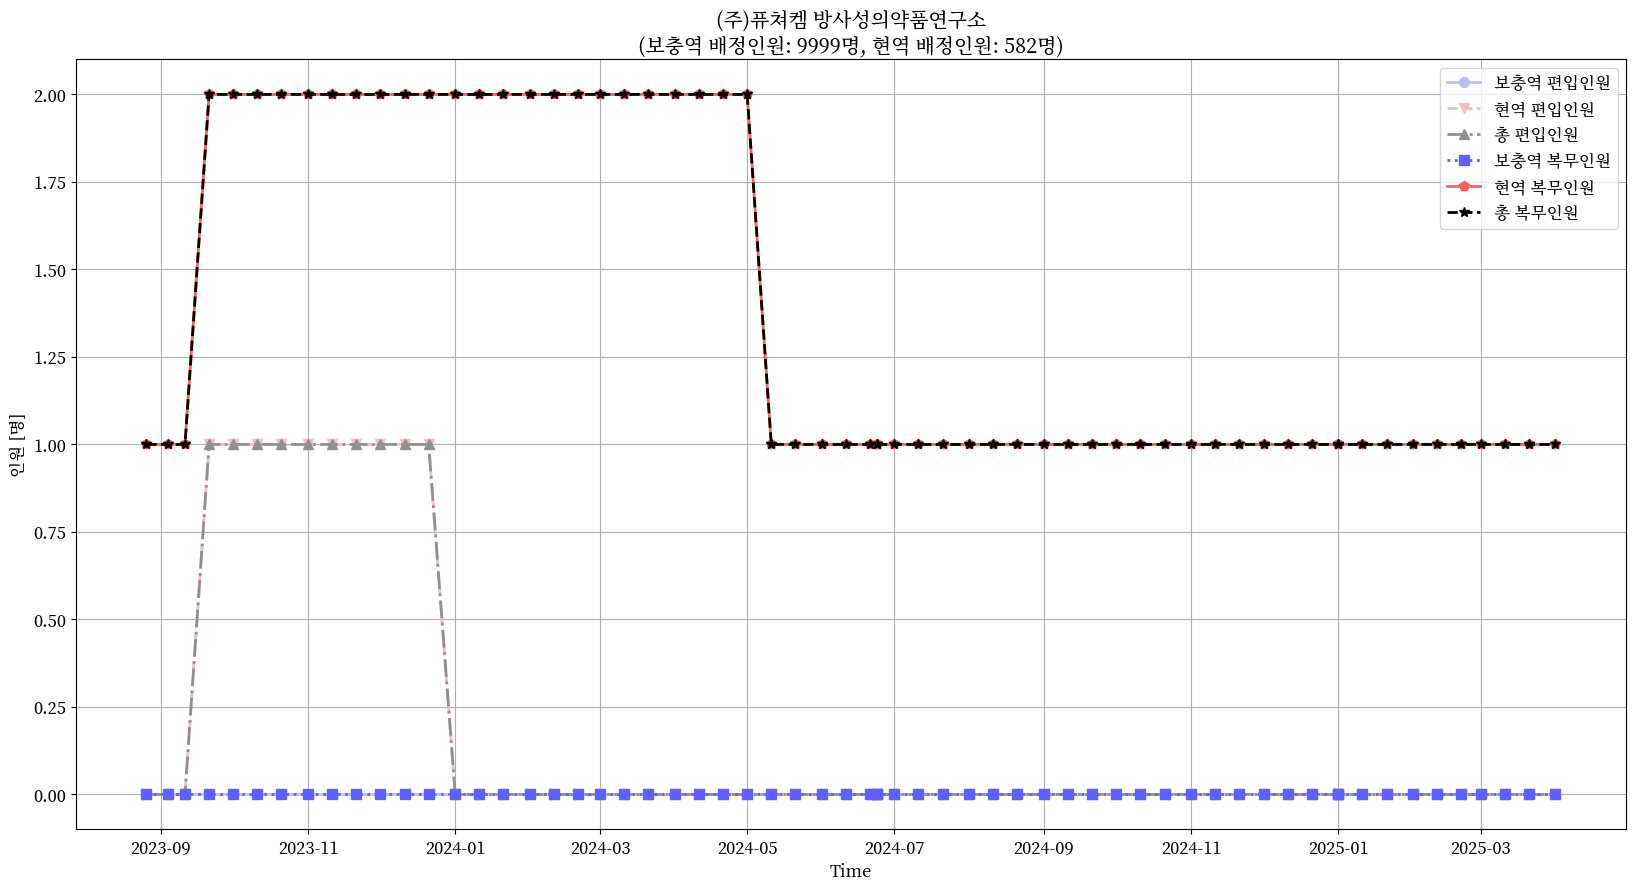 (주)퓨쳐켐 방사성의약품연구소
(보충역 배정인원: 9999명, 현역 배정인원: 582명)
보충역 편입인원
현역 편입인원
총 편입인원
보충역 복무인원
현역 복무인원
총 복무인원
인원 [명]
2.00
1.75
1.50
1.25
1.00
0.75
0.50
0.25
0.00
2023-09 2023-11 2024-01 2024-03 2024-05 2024-07 2024-09 2024-11 2025-01 2025-03
Time